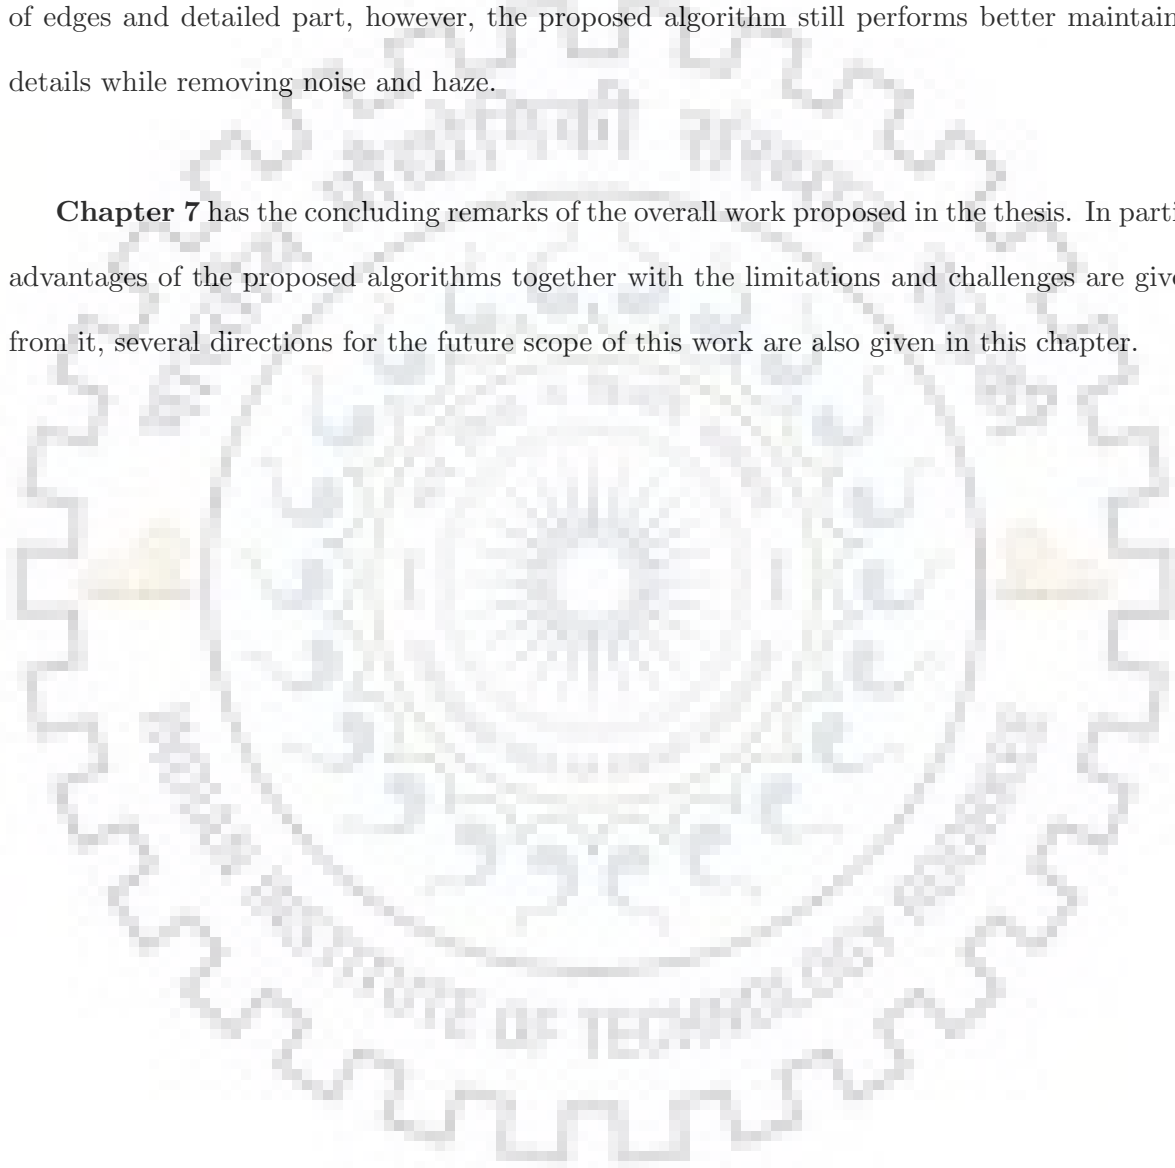 of edges and detailed part, however, the proposed algorithm still performs better maintain
details while removing noise and haze.
Chapter 7 has the concluding remarks of the overall work proposed in the thesis. In parti
advantages of the proposed algorithms together with the limitations and challenges are give
from it, several directions for the future scope of this work are also given in this chapter.
INSTITUTE OF TECHNOLOGY